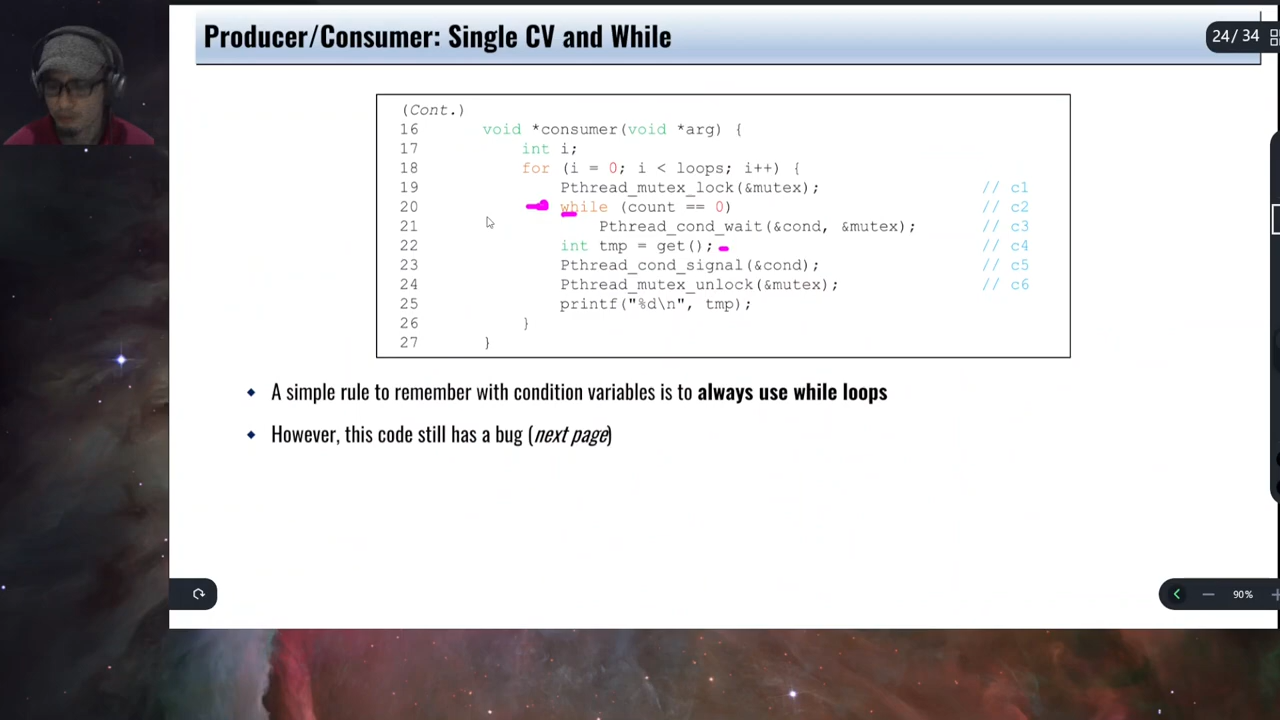 Producer/Consumer: Single CV and While
24 / 34
(Cont.)
16 void *consumer(void *arg) {
17 int i;
18 for (i = 0; i < loops; i++) {
19 Pthread_mutex_lock(&mutex); // c1
20 while (count == 0) // c2
21 Pthread_cond_wait(&cond, &mutex); // c3
22 int tmp = get(); // c4
23 Pthread_cond_signal(&cond); // c5
24 Pthread_mutex_unlock(&mutex); // c6
25 printf("%d\n", tmp);
26 }
27 }
A simple rule to remember with condition variables is to always use while loops
However, this code still has a bug (next page)
90%